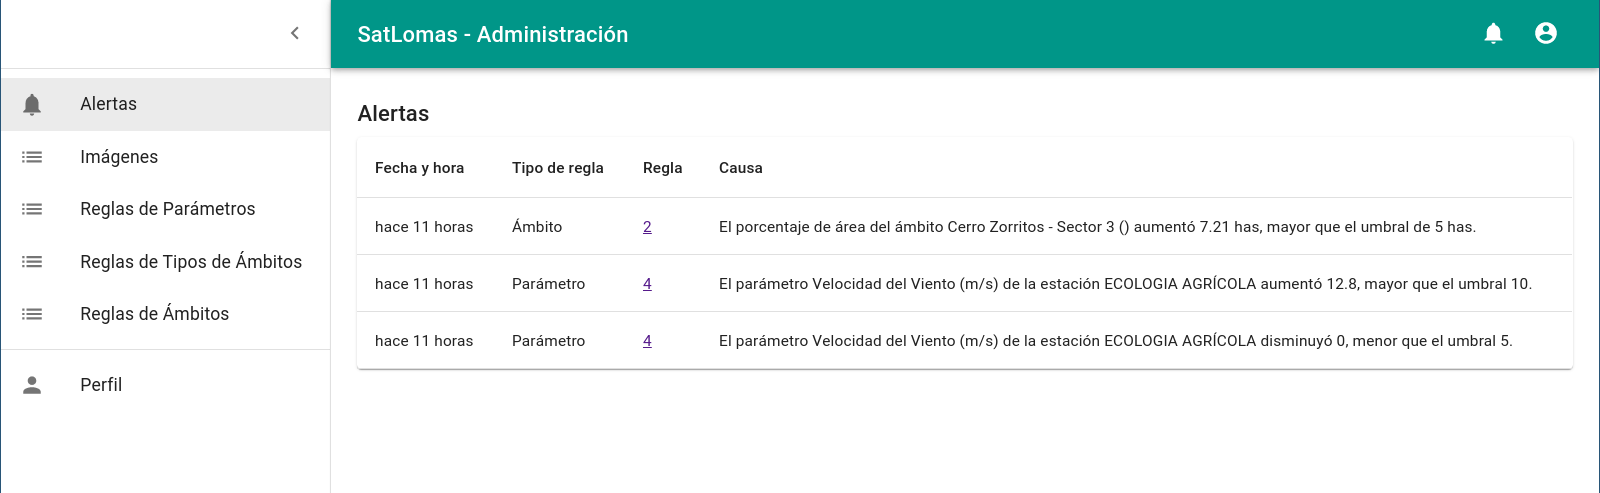 SatLomas - Administración
Alertas
Imágenes
Reglas de Parámetros
Reglas de Tipos de Ámbitos
Reglas de Ámbitos
Perfil
Alertas
Fecha y hora Tipo de regla Regla Causa
hace 11 horas Ámbito 2 El porcentaje de área del ámbito Cerro Zorritos - Sector 3 () aumentó 7.21 has, mayor que el umbral de 5 has.
hace 11 horas Parámetro 4 El parámetro Velocidad del Viento (m/s) de la estación ECOLOGIA AGRÍCOLA aumentó 12.8, mayor que el umbral 10.
hace 11 horas Parámetro 4 El parámetro Velocidad del Viento (m/s) de la estación ECOLOGIA AGRÍCOLA disminuyó 0, menor que el umbral 5.